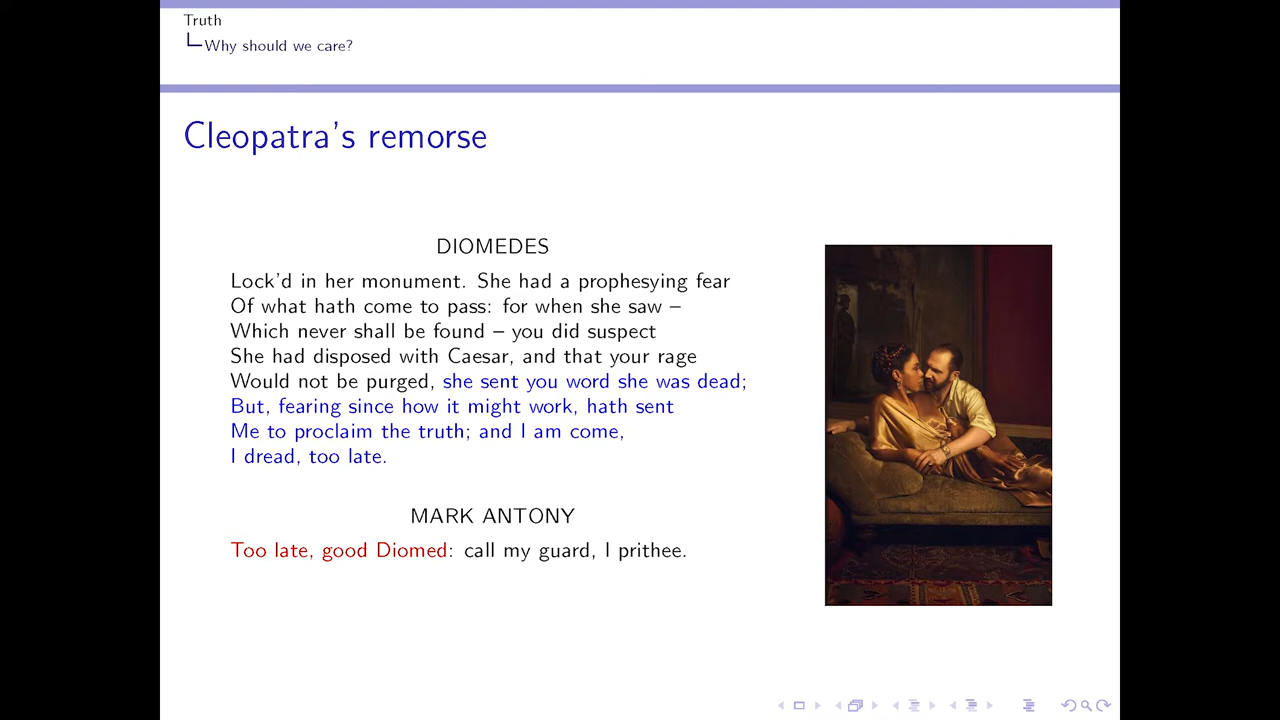 Truth
Why should we care?
Cleopatra's remorse
DIOMEDES
Lock'd in her monument. She had a prophesying fear
Of what hath come to pass: for when she saw –
Which never shall be found – you did suspect
She had disposed with Caesar, and that your rage
Would not be purged, she sent you word she was dead;
But, fearing since how it might work, hath sent
Me to proclaim the truth; and I am come,
I dread, too late.
MARK ANTONY
Too late, good Diomed: call my guard, I prithee.